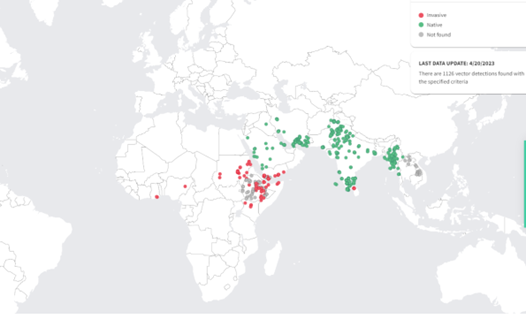 Invasive
Native
Not found
LAST DATA UPDATE: 4/20/2023
There are 1126 vector detections found with
the specified criteria